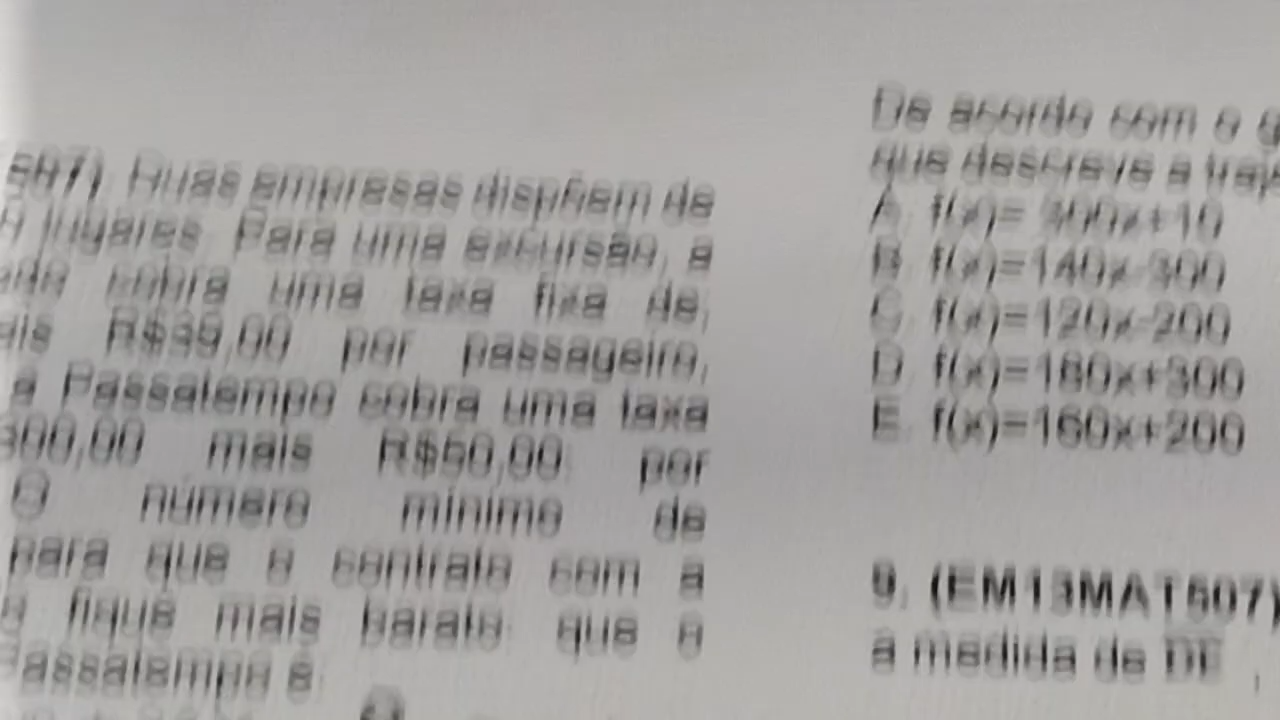 507) Duas empresas dispõem de
lugares. Para uma excursão, a
cobra uma taxa fixa de,
R$39,00 por passageiro,
a Passatempo cobra uma taxa
mais R$50,00 por
O número mínimo de
para que o contrato com a
fique mais barato que o
Passatempo é:
De acordo com o
que descreve a
A. f(x)= 300x+10
B. f(x)=140x-300
C. f(x)=120x-200
D. f(x)=180x+300
E. f(x)=160x+200
9. (EM13MAT507)
a medida de DE